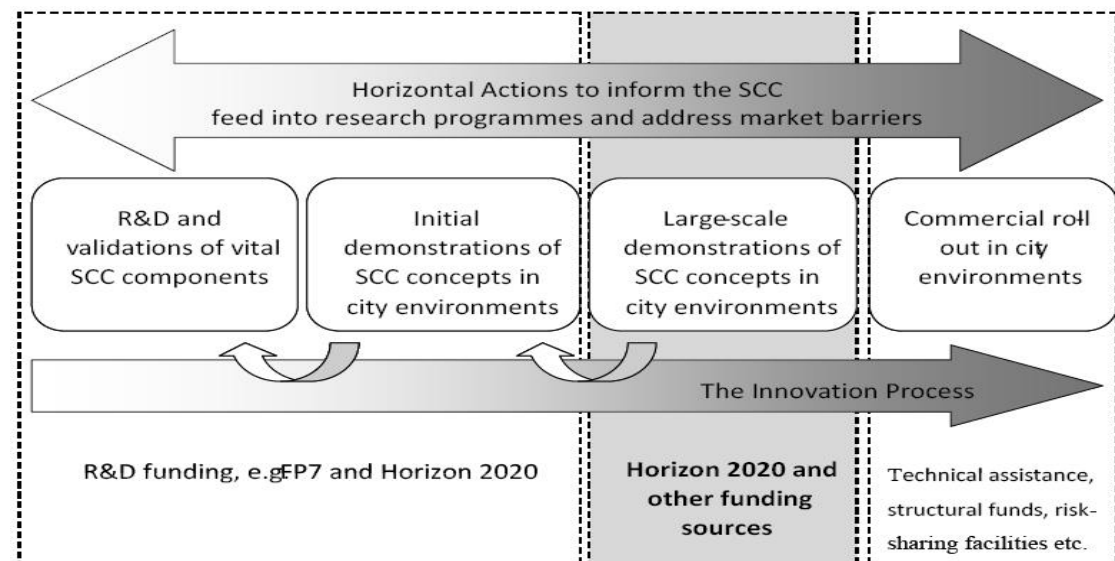 Horizontal Actions to inform the SCC
feed into research programmes and address market barriers
R&D and
validations of vital
SCC components
Initial
demonstrations of
SCC concepts in
city environments
Large-scale
demonstrations of
SCC concepts in
city environments
Commercial roll-
out in city
environments
The Innovation Process
R&D funding, e.g.FP7 and Horizon 2020
Horizon 2020 and
other funding
sources
Technical assistance,
structural funds, risk-
sharing facilities etc.